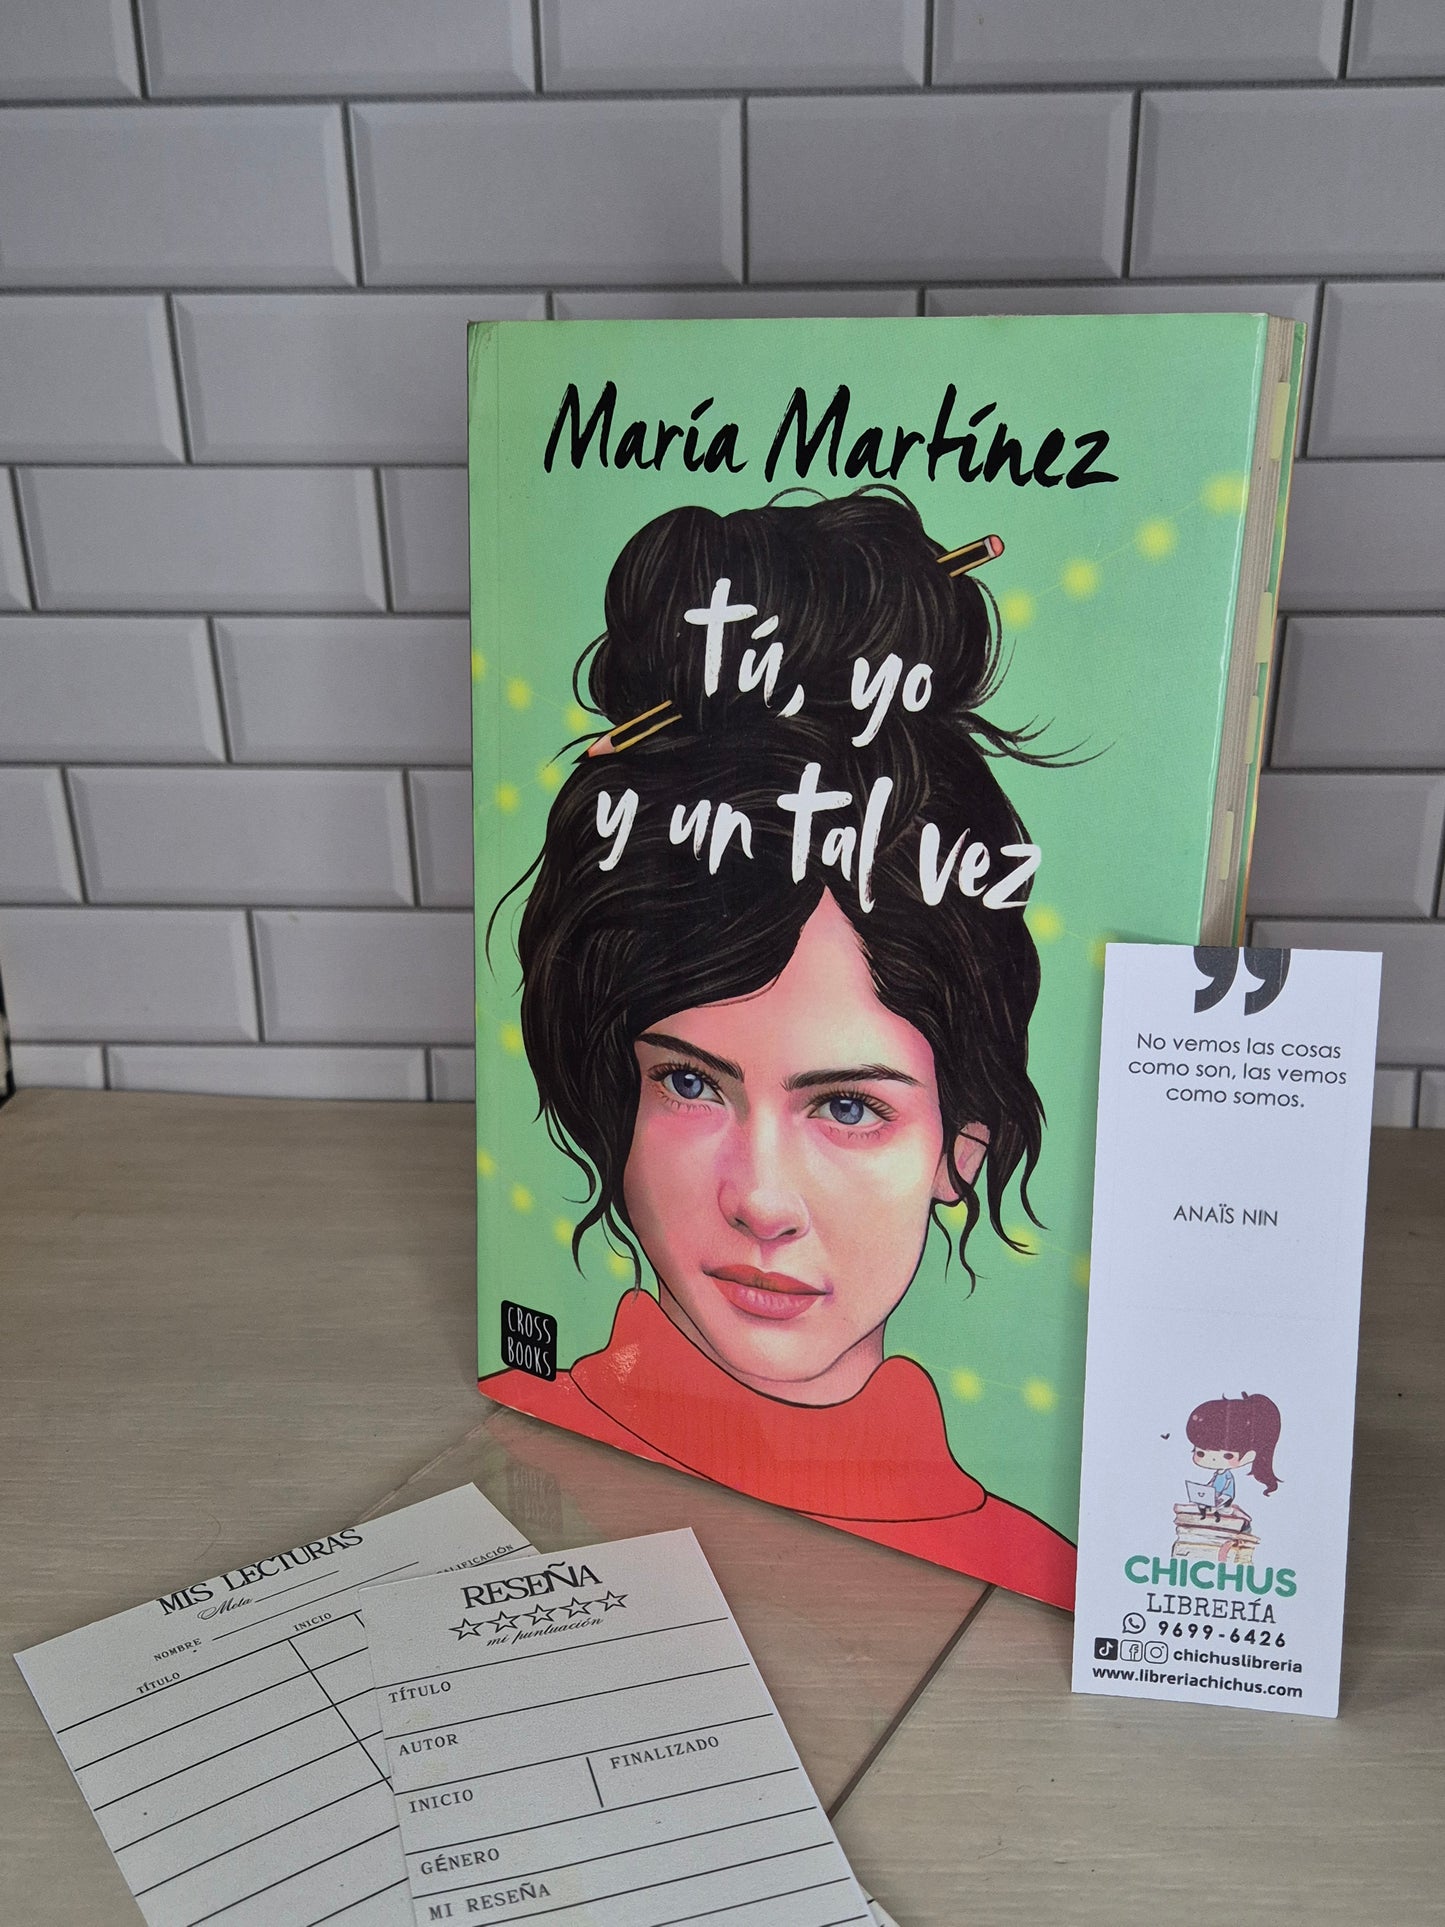 María Martínez
tú, yo
y un tal vez
CROSS
BOOKS
”
No vemos las cosas
como son, las vemos
como somos.
ANAÏS NIN
CHICHUS
LIBRERÍA
9699-6426
chichuslibreria
www.libreriachichus.com
MIS LECTURAS
Meta
NOMBRE
INICIO
TÍTULO
RESEÑA
mi puntuación
TÍTULO
AUTOR
INICIO
FINALIZADO
GÉNERO
MI RESEÑA